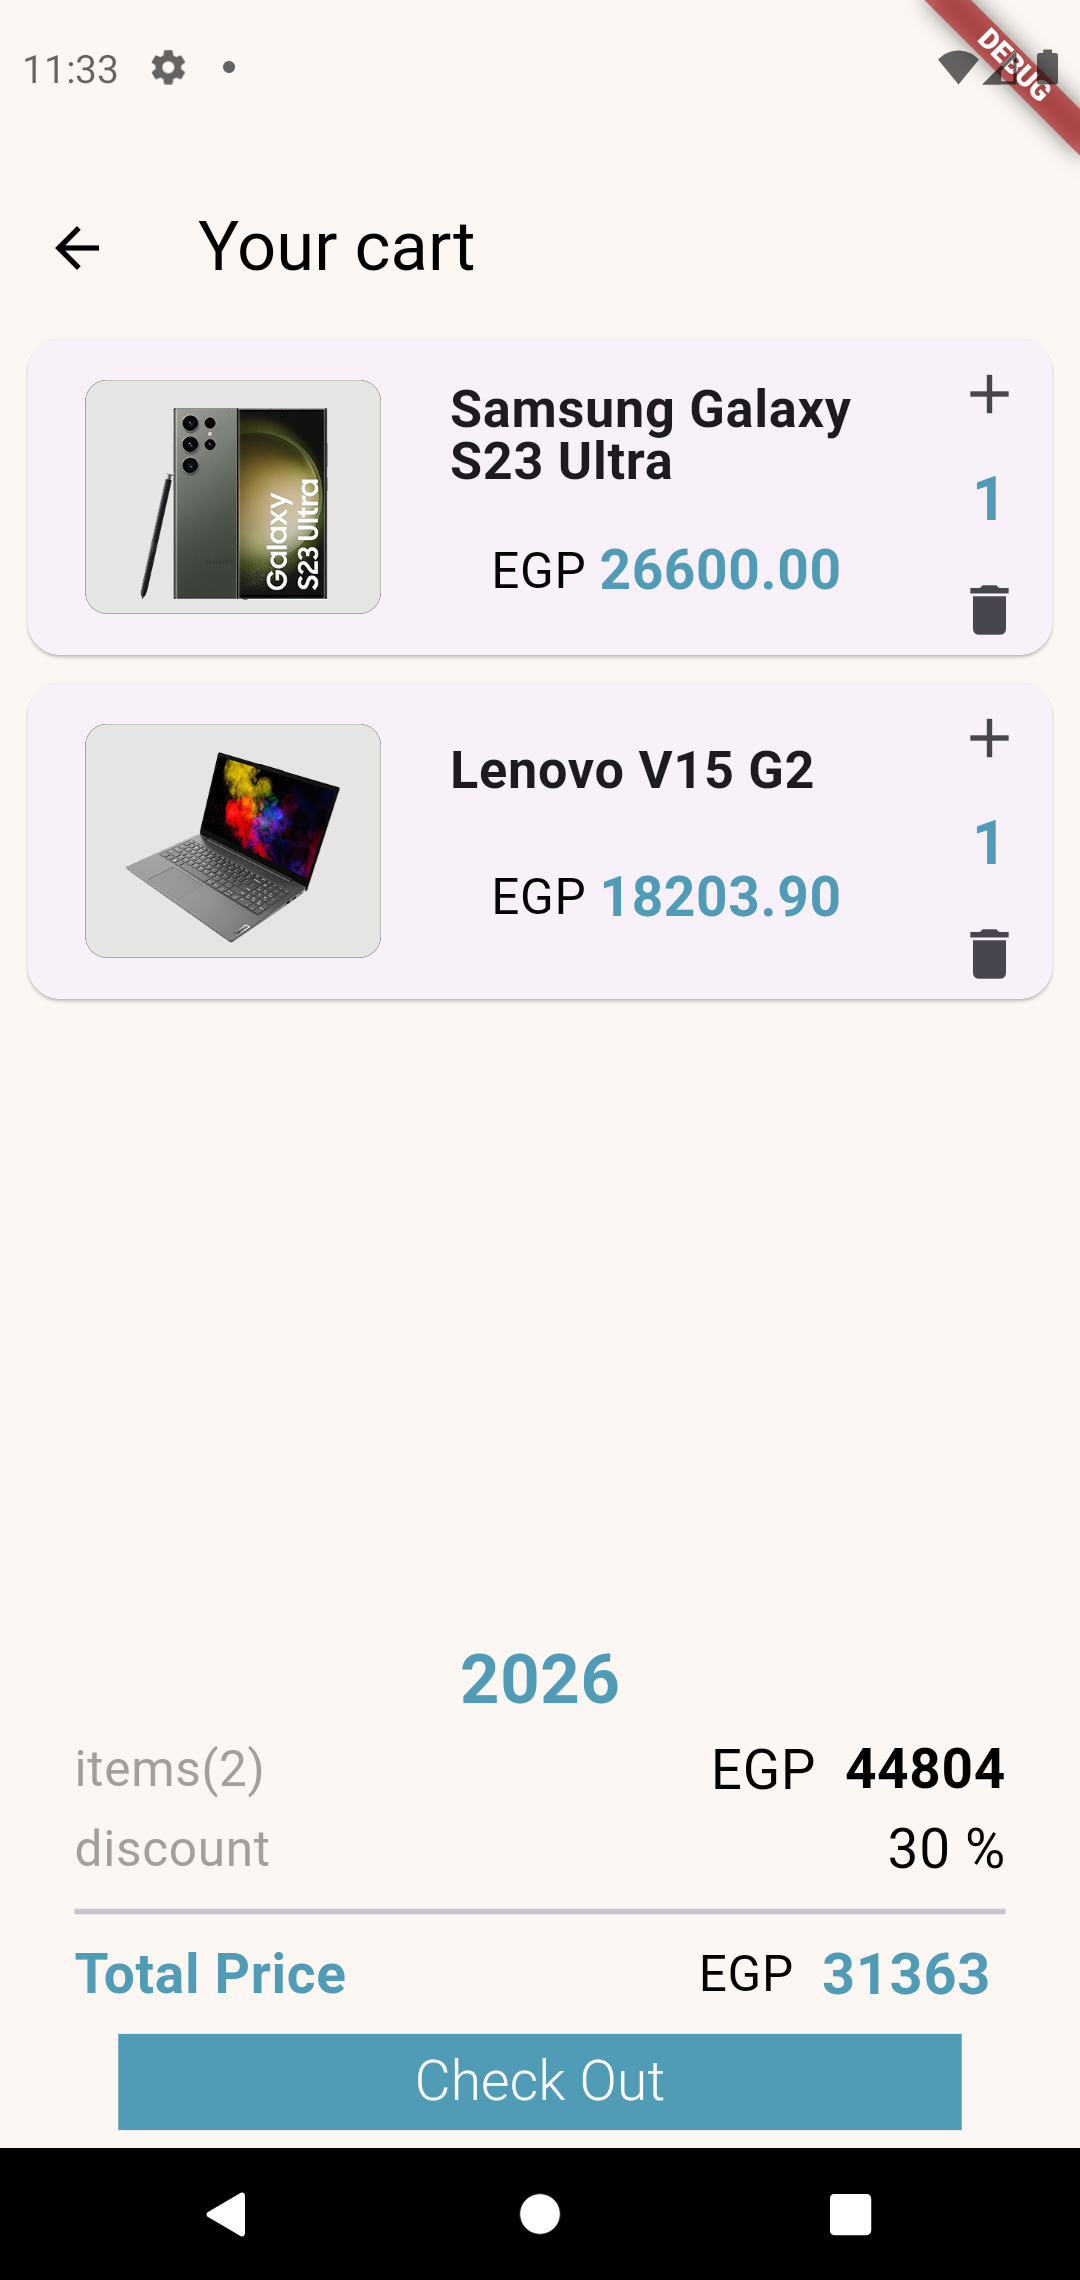 11:33
DEBUG
Your cart
Samsung Galaxy
S23 Ultra
1
EGP 26600.00
Galaxy
S23 Ultra
Lenovo V15 G2
1
EGP 18203.90
2026
items(2) EGP 44804
discount 30 %
Total Price EGP 31363
Check Out